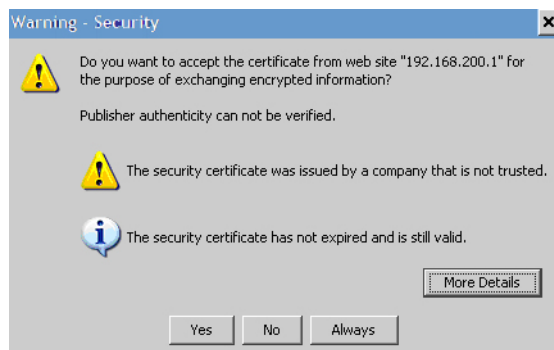 Warning - Security
Do you want to accept the certificate from web site "192.168.200.1" for
the purpose of exchanging encrypted information?
Publisher authenticity can not be verified.
The security certificate was issued by a company that is not trusted.
The security certificate has not expired and is still valid.
More Details
Yes No Always